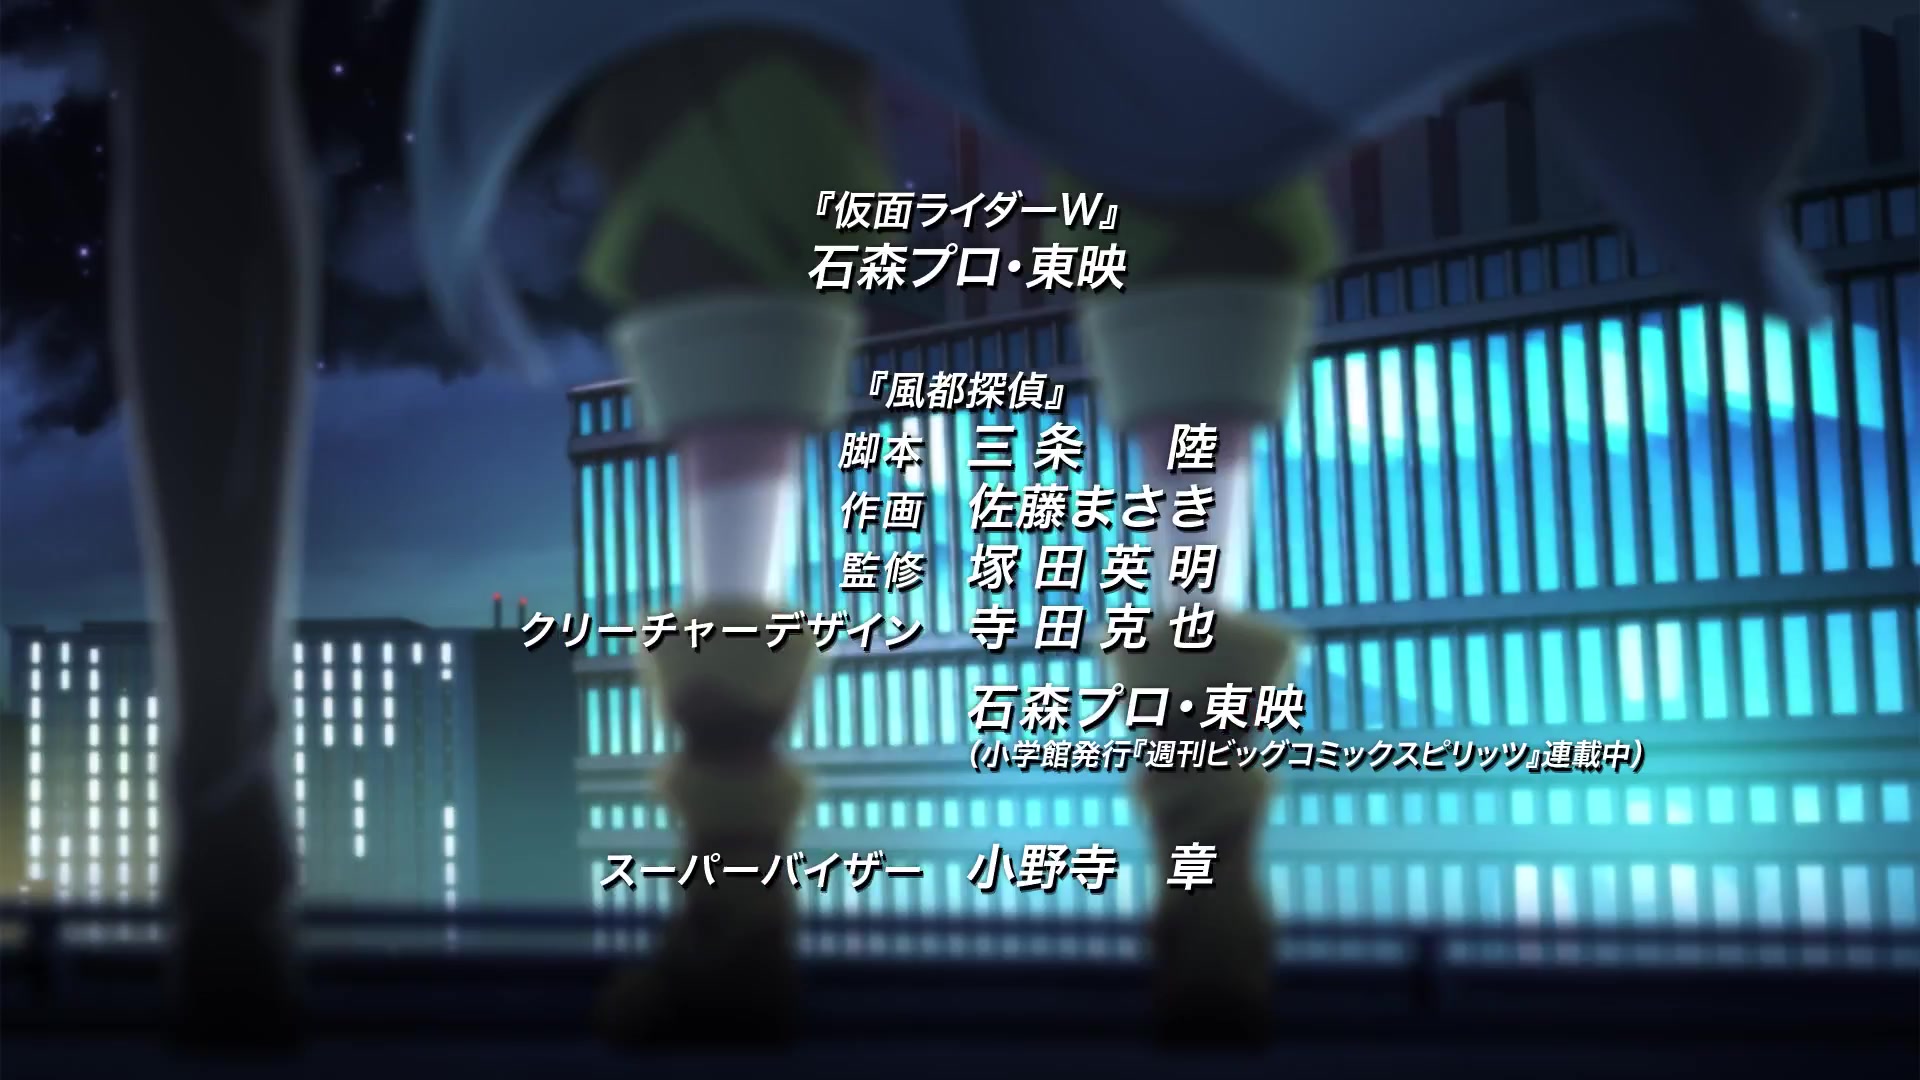 『仮面ライダーW』
石森プロ・東映
『風都探偵』
脚本 三条 陸
作画 佐藤まさき
監修 塚田英明
クリーチャーデザイン 寺田克也
石森プロ・東映
（小学館発行『週刊ビッグコミックスピリッツ』連載中）
スーパーバイザー 小野寺 章